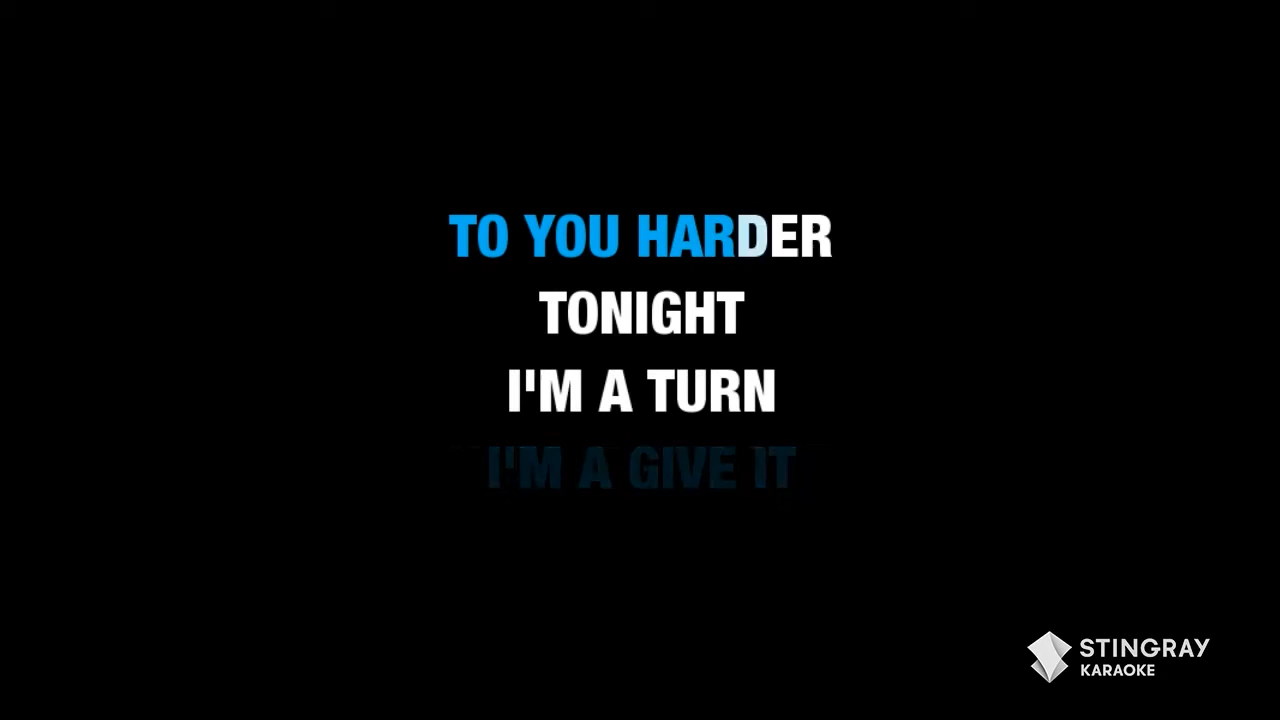 TO YOU HARDER
TONIGHT
I'M A TURN
I'M A GIVE IT
STINGRAY
KARAOKE